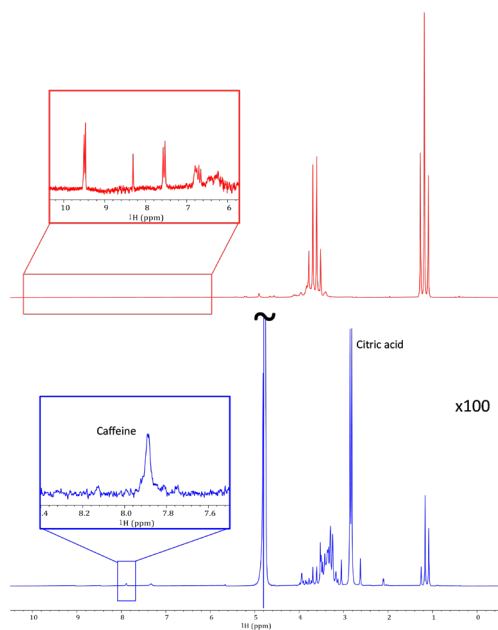 10 9 8 7 6
¹H (ppm)
Citric acid
x100
Caffeine
.4 8.2 8.0 7.8 7.6
¹H (ppm)
10 9 8 7 6 5 4 3 2 1 0
¹H (ppm)